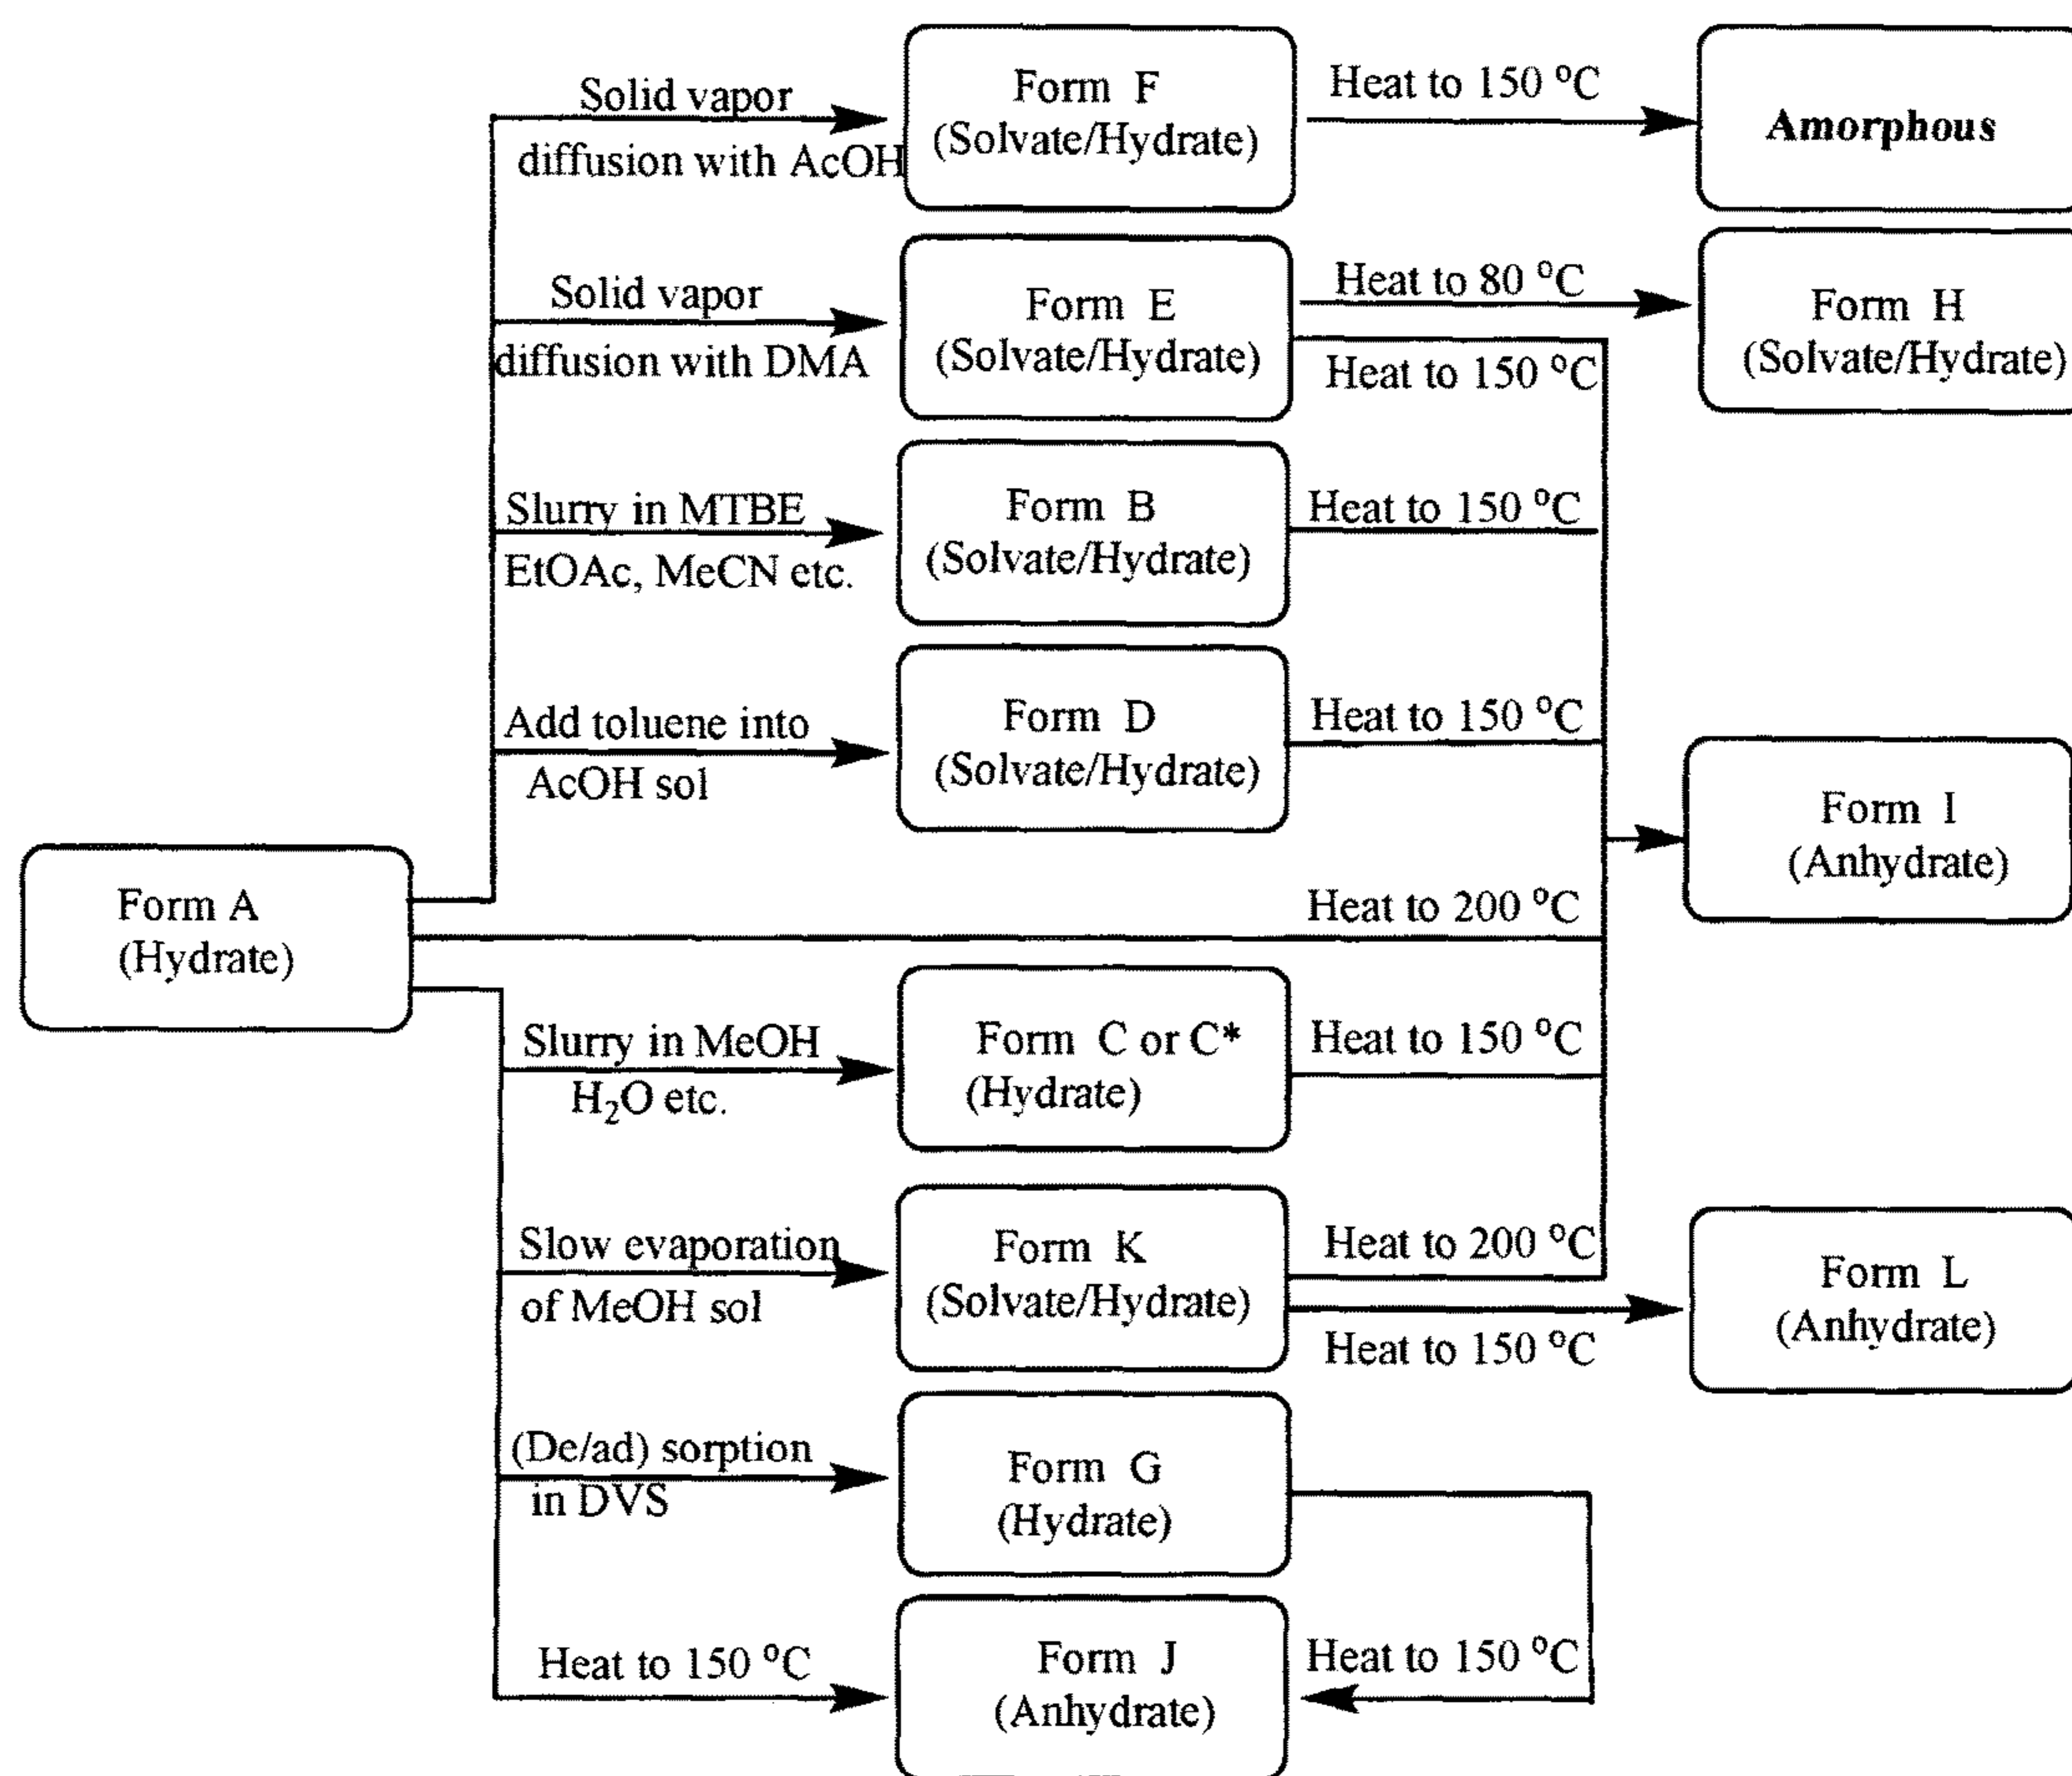 Solid vapor
diffusion with AcOH
Form F
(Solvate/Hydrate)
Heat to 150 °C
Amorphous
Solid vapor
diffusion with DMA
Form E
(Solvate/Hydrate)
Heat to 80 °C
Heat to 150 °C
Form H
(Solvate/Hydrate)
Slurry in MTBE
EtOAc, MeCN etc.
Form B
(Solvate/Hydrate)
Heat to 150 °C
Add toluene into
AcOH sol
Form D
(Solvate/Hydrate)
Heat to 150 °C
Form I
(Anhydrate)
Form A
(Hydrate)
Heat to 200 °C
Slurry in MeOH
H₂O etc.
Form C or C*
(Hydrate)
Heat to 150 °C
Slow evaporation
of MeOH sol
Form K
(Solvate/Hydrate)
Heat to 200 °C
Heat to 150 °C
Form L
(Anhydrate)
(De/ad) sorption
in DVS
Form G
(Hydrate)
Heat to 150 °C
Form J
(Anhydrate)
Heat to 150 °C